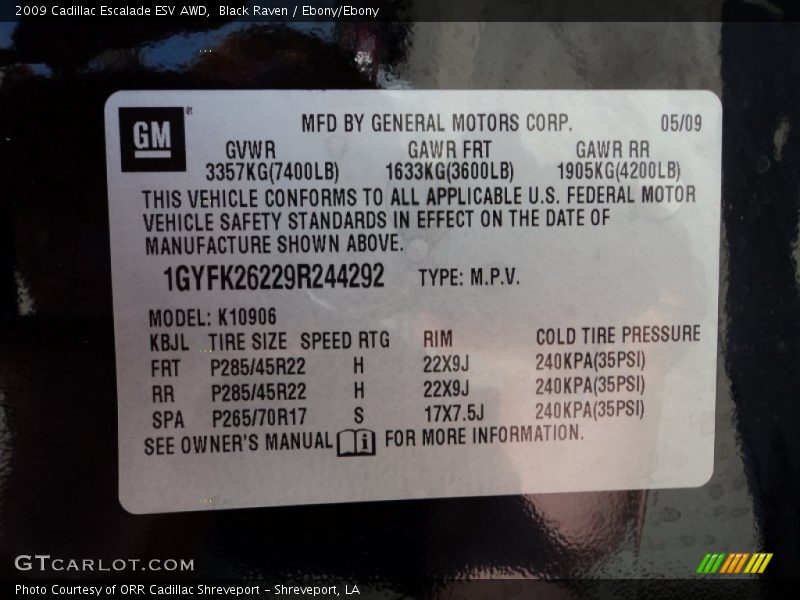 2009 Cadillac Escalade ESV AWD, Black Raven / Ebony/Ebony
GM ®
MFD BY GENERAL MOTORS CORP. 05/09
GVWR GAWR FRT GAWR RR
3357KG(7400LB) 1633KG(3600LB) 1905KG(4200LB)
THIS VEHICLE CONFORMS TO ALL APPLICABLE U.S. FEDERAL MOTOR
VEHICLE SAFETY STANDARDS IN EFFECT ON THE DATE OF
MANUFACTURE SHOWN ABOVE.
1GYFK26229R244292 TYPE: M.P.V.
MODEL: K10906
KBJL TIRE SIZE SPEED RTG RIM COLD TIRE PRESSURE
FRT P285/45R22 H 22X9J 240KPA(35PSI)
RR P285/45R22 H 22X9J 240KPA(35PSI)
SPA P265/70R17 S 17X7.5J 240KPA(35PSI)
SEE OWNER'S MANUAL i FOR MORE INFORMATION.
GTCARLOT.COM
Photo Courtesy of ORR Cadillac Shreveport - Shreveport, LA